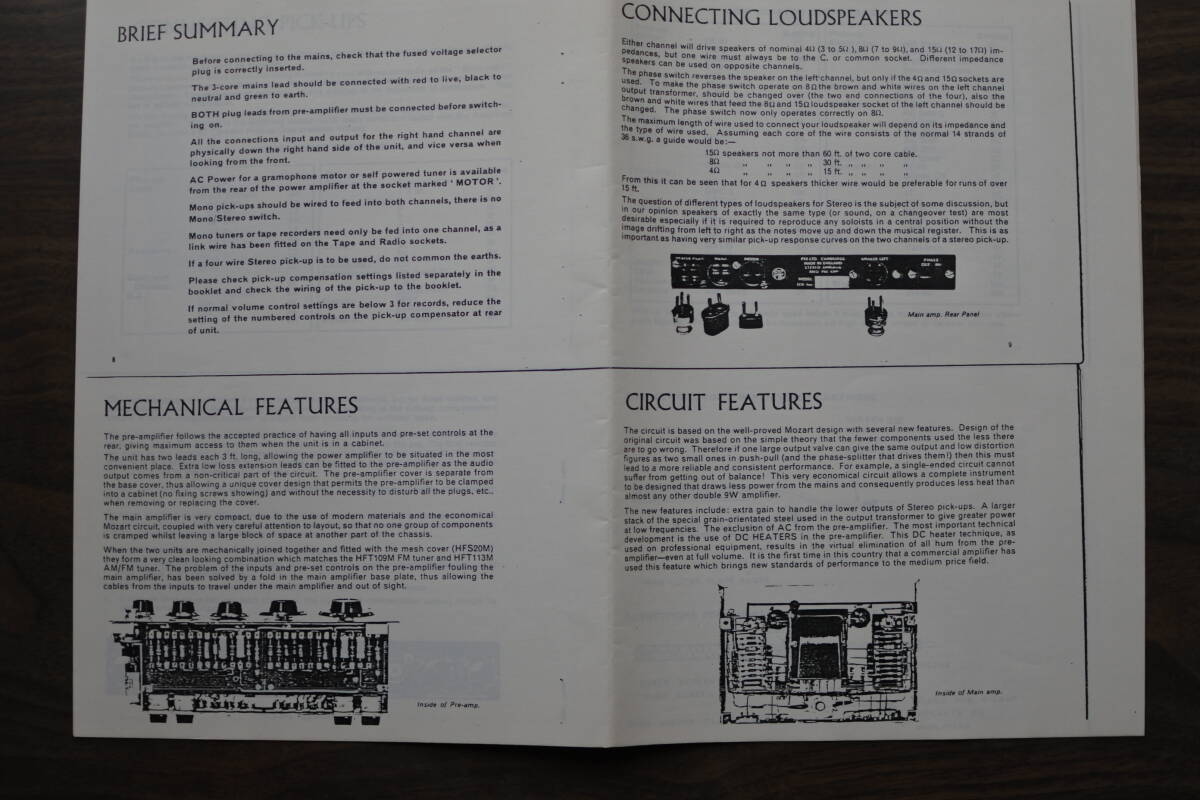 BRIEF SUMMARY
Before connecting to the mains, check that the fused voltage selector
plug is correctly inserted.
The 3-core mains lead should be connected with red to live, black to
neutral and green to earth.
BOTH plug leads from pre-amplifier must be connected before switch-
ing on.
All the connections input and output for the right hand channel are
physically down the right hand side of the unit, and vice versa when
looking from the front.
AC Power for a gramophone motor or self powered tuner is available
from the rear of the power amplifier at the socket marked ' MOTOR '.
Mono pick-ups should be wired to feed into both channels, there is no
Mono/Stereo switch.
Mono tuners or tape recorders need only be fed into one channel, as a
link wire has been fitted on the Tape and Radio sockets.
If a four wire Stereo pick-up is to be used, do not common the earths.
Please check pick-up compensation settings listed separately in the
booklet and check the wiring of the pick-up to the booklet.
If normal volume control settings are below 3 for records, reduce the
setting of the numbered controls on the pick-up compensator at rear
of unit.
8
CONNECTING LOUDSPEAKERS
Either channel will drive speakers of nominal 4Ω (3 to 5Ω ), 8Ω (7 to 9Ω), and 15Ω (12 to 17Ω) im-
pedances, but one wire must always be to the C. or common socket. Different impedance
speakers can be used on opposite channels.
The phase switch reverses the speaker on the left channel, but only if the 4Ω and 15Ω sockets are
used. To make the phase switch operate on 8Ω the brown and white wires on the left channel
output transformer, should be changed over (the two end connections of the four), also the
brown and white wires that feed the 8Ω and 15Ω loudspeaker socket of the left channel should be
changed. The phase switch now only operates correctly on 8Ω.
The maximum length of wire used to connect your loudspeaker will depend on its impedance and
the type of wire used. Assuming each core of the wire consists of the normal 14 strands of
36 s.w.g. a guide would be:—
15Ω speakers not more than 60 ft. of two core cable.
8Ω „ „ „ „ 30 ft. „ „ „ „
4Ω „ „ „ „ 15 ft. „ „ „ „
From this it can be seen that for 4Ω speakers thicker wire would be preferable for runs of over
15 ft.
The question of different types of loudspeakers for Stereo is the subject of some discussion, but
in our opinion speakers of exactly the same type (or sound, on a changeover test) are most
desirable especially if it is required to reproduce any soloists in a central position without the
image drifting from left to right as the notes move up and down the musical register. This is as
important as having very similar pick-up response curves on the two channels of a stereo pick-up.
PYE LTD. CAMBRIDGE
MADE IN ENGLAND
SPEAKER LEFT
PHASE
Main amp. Rear Panel
9
MECHANICAL FEATURES
The pre-amplifier follows the accepted practice of having all inputs and pre-set controls at the
rear, giving maximum access to them when the unit is in a cabinet.
The unit has two leads each 3 ft. long, allowing the power amplifier to be situated in the most
convenient place. Extra low loss extension leads can be fitted to the pre-amplifier as the audio
output comes from a non-critical part of the circuit. The pre-amplifier cover is separate from
the base cover, thus allowing a unique cover design that permits the pre-amplifier to be clamped
into a cabinet (no fixing screws showing) and without the necessity to disturb all the plugs, etc.,
when removing or replacing the cover.
The main amplifier is very compact, due to the use of modern materials and the economical
Mozart circuit, coupled with very careful attention to layout, so that no one group of components
is cramped whilst leaving a large block of space at another part of the chassis.
When the two units are mechanically joined together and fitted with the mesh cover (HFS20M)
they form a very clean looking combination which matches the HFT109M FM tuner and HFT113M
AM/FM tuner. The problem of the inputs and pre-set controls on the pre-amplifier fouling the
main amplifier, has been solved by a fold in the main amplifier base plate, thus allowing the
cables from the inputs to travel under the main amplifier and out of sight.
Inside of Pre-amp.
CIRCUIT FEATURES
The circuit is based on the well-proved Mozart design with several new features. Design of the
original circuit was based on the simple theory that the fewer components used the less there
are to go wrong. Therefore if one large output valve can give the same output and low distortion
figures as two small ones in push-pull (and the phase-splitter that drives them!) then this must
lead to a more reliable and consistent performance. For example, a single-ended circuit cannot
suffer from getting out of balance! This very economical circuit allows a complete instrument
to be designed that draws less power from the mains and consequently produces less heat than
almost any other double 9W amplifier.
The new features include: extra gain to handle the lower outputs of Stereo pick-ups. A larger
stack of the special grain-orientated steel used in the output transformer to give greater power
at low frequencies. The exclusion of AC from the pre-amplifier. The most important technical
development is the use of DC HEATERS in the pre-amplifier. This DC heater technique, as
used on professional equipment, results in the virtual elimination of all hum from the pre-
amplifier—even at full volume. It is the first time in this country that a commercial amplifier has
used this feature which brings new standards of performance to the medium price field.
Inside of Main amp.